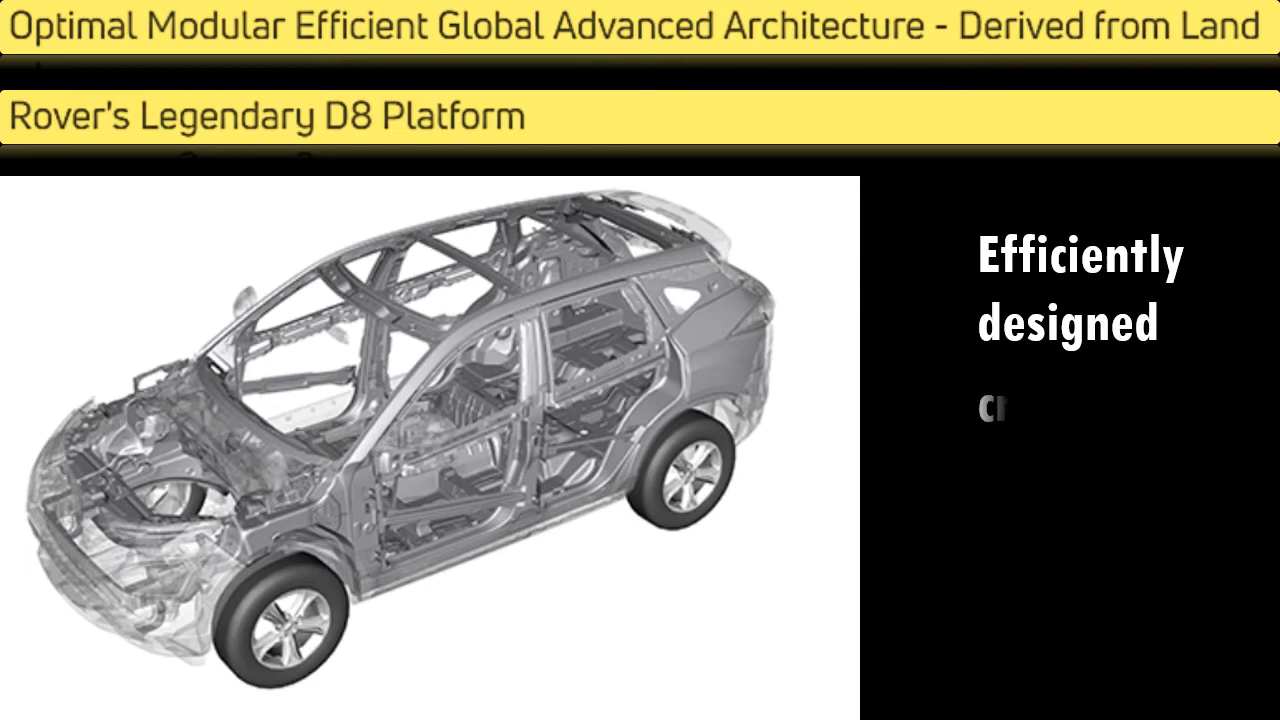 Optimal Modular Efficient Global Advanced Architecture - Derived from Land
Rover's Legendary D8 Platform
Efficiently
designed